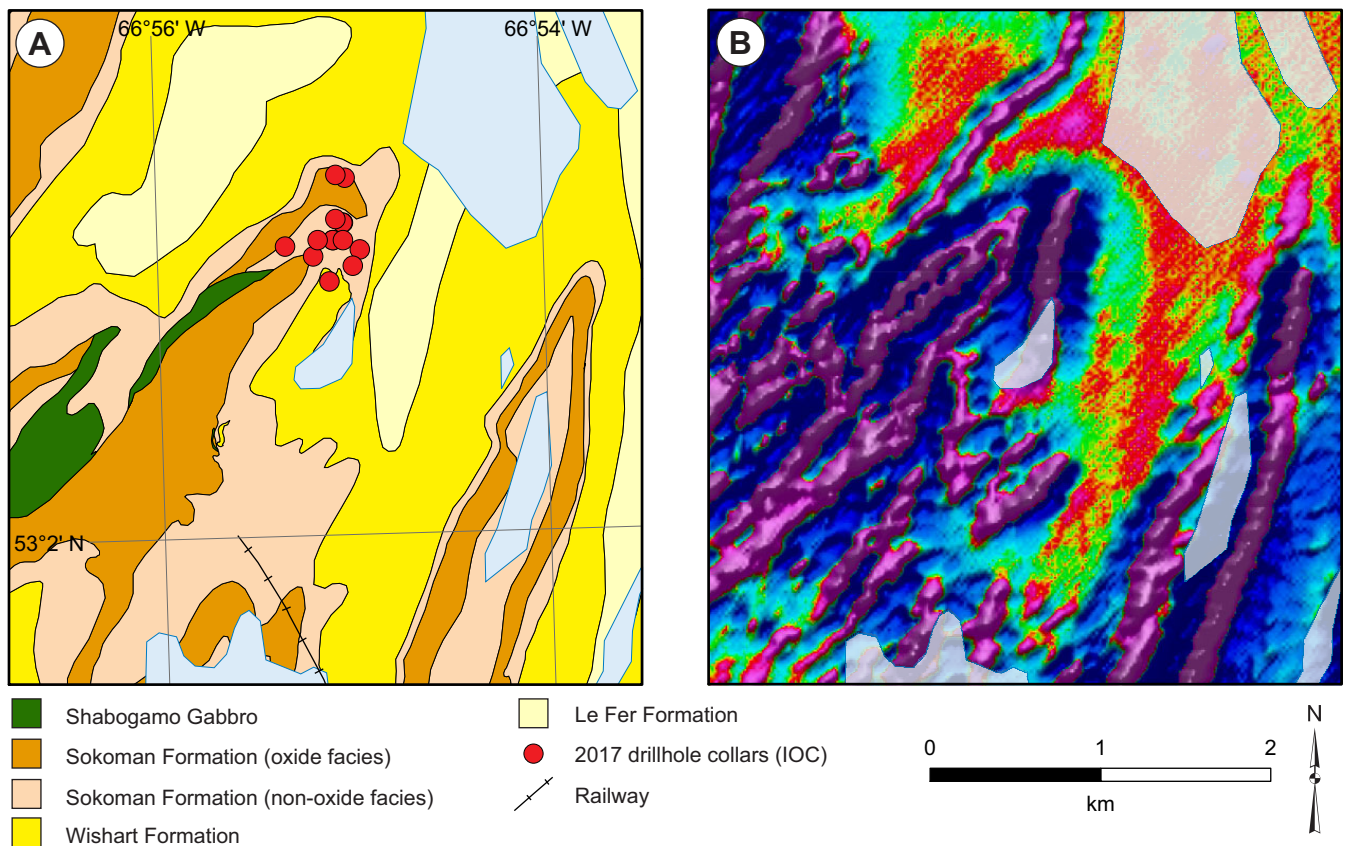 A
66°56' W
66°54' W
B
53°2' N
Shabogamo Gabbro
Sokoman Formation (oxide facies)
Sokoman Formation (non-oxide facies)
Wishart Formation
Le Fer Formation
2017 drillhole collars (IOC)
Railway
0 1 2
km
N